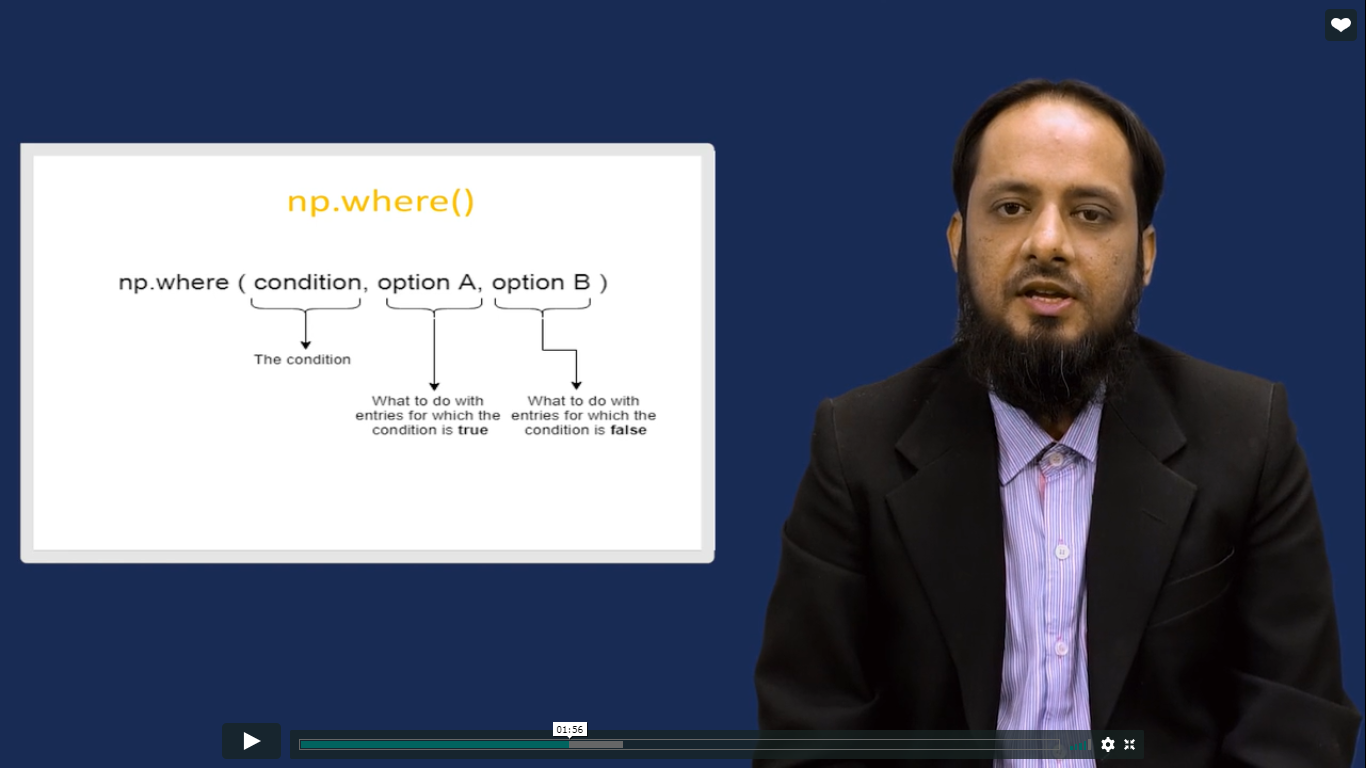 np.where()
np.where ( condition, option A, option B )
The condition
What to do with
entries for which the
condition is true
What to do with
entries for which the
condition is false
01:56